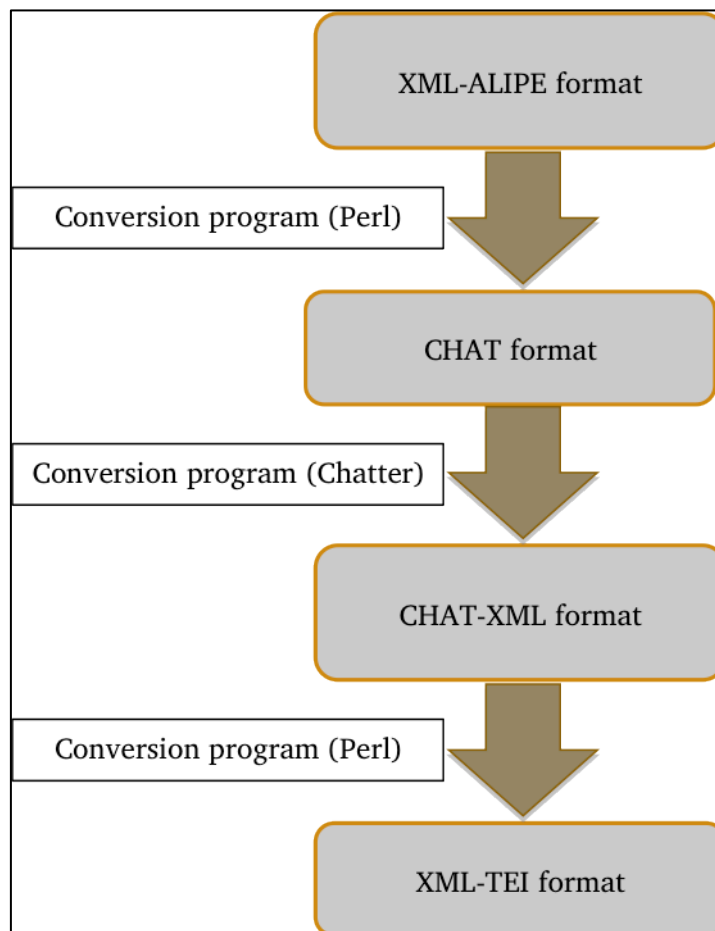 XML-ALIPE format
Conversion program (Perl)
CHAT format
Conversion program (Chatter)
CHAT-XML format
Conversion program (Perl)
XML-TEI format